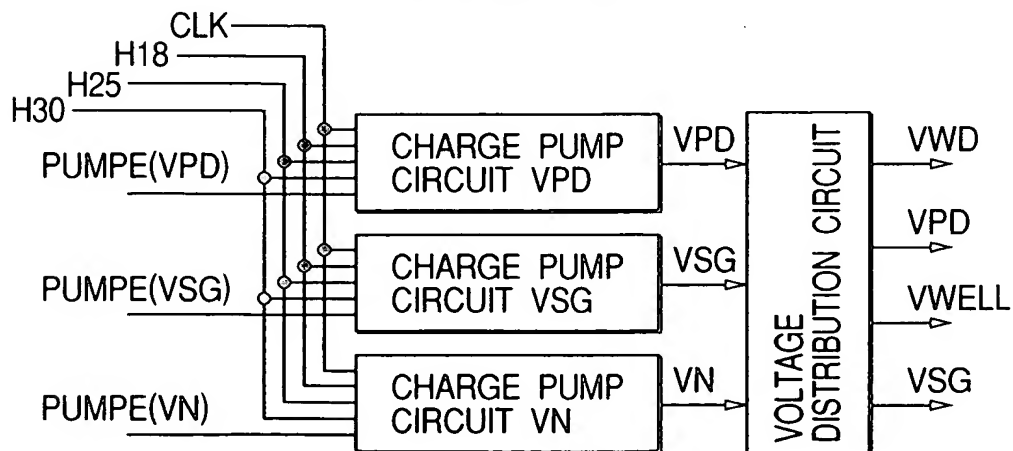 CLK
H18
H25
H30
PUMPE(VPD)
CHARGE PUMP
CIRCUIT VPD
VPD
PUMPE(VSG)
CHARGE PUMP
CIRCUIT VSG
VSG
PUMPE(VN)
CHARGE PUMP
CIRCUIT VN
VN
VOLTAGE
DISTRIBUTION CIRCUIT
VWD
VPD
VWELL
VSG